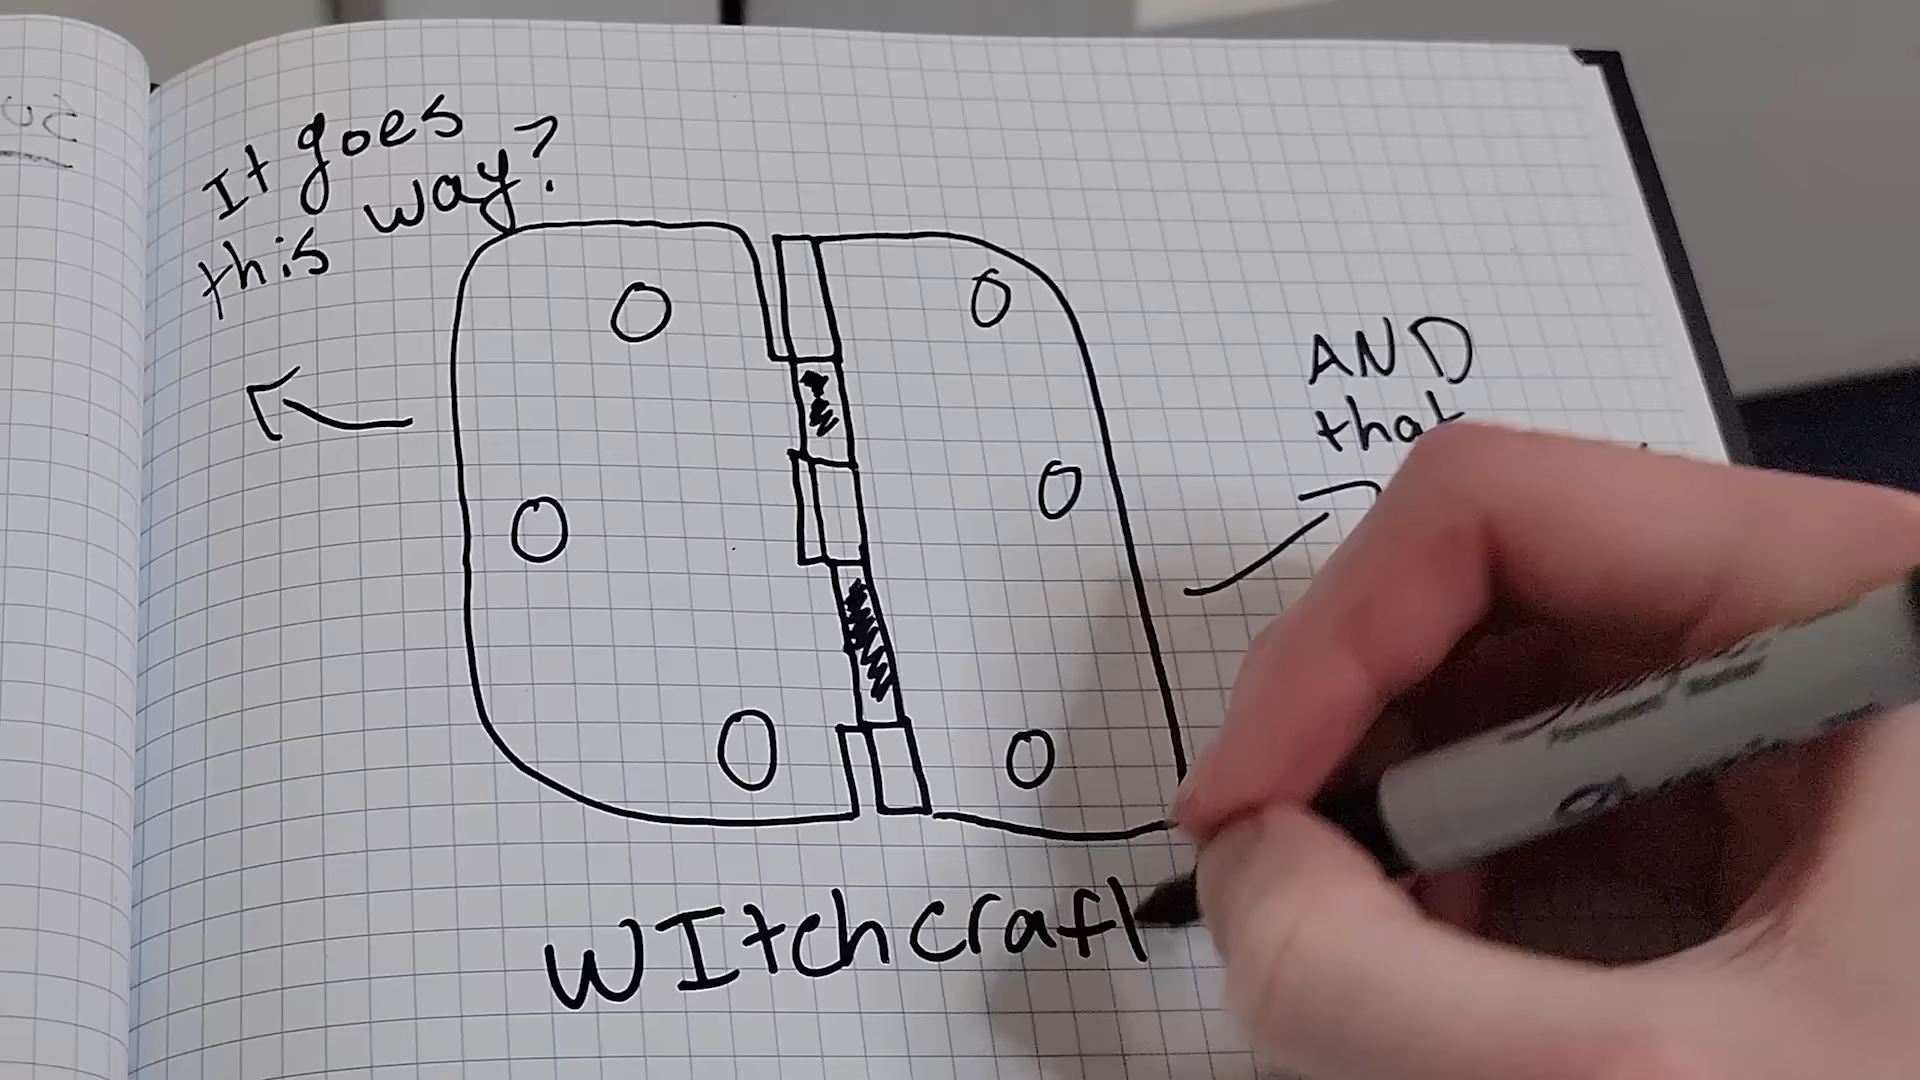 It goes
this way?
AND
that
WItchcraft